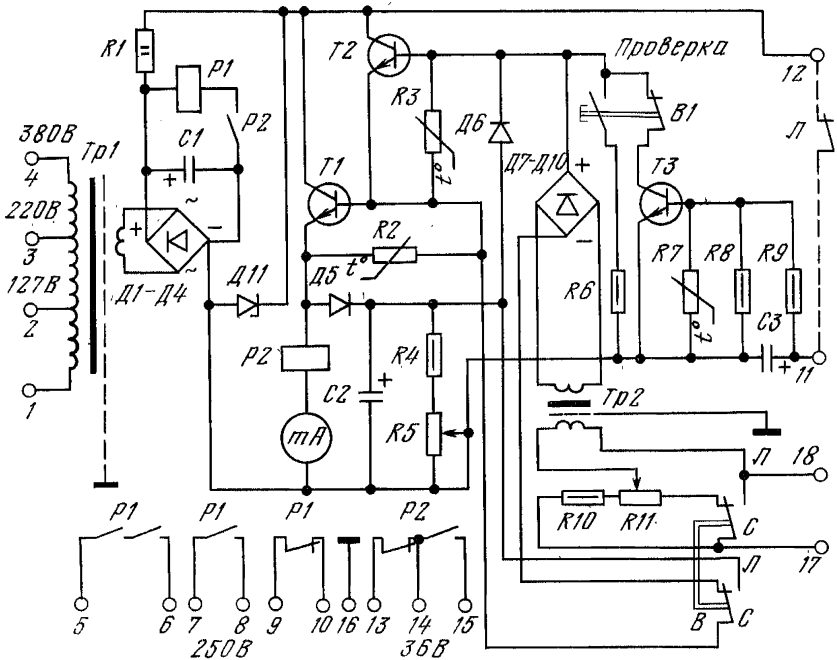 R1
P1
P2
C1
T2
R3
t°
Д6
Проверка
В1
12
Л
380В
Тр1
4
220В
3
127В
2
1
+
~
+
−
~
Д1-Д4
Д11
T1
R2
t°
Д5
Д7-Д10
+
−
T3
R7
t°
R8
R9
R6
C3
+
11
P2
mA
C2
+
R4
R5
Тр2
Л
18
R10
R11
С
17
Л
В
С
P1
P1
P1
P2
5
6
7
8
9
10
16
13
14
15
250В
36В